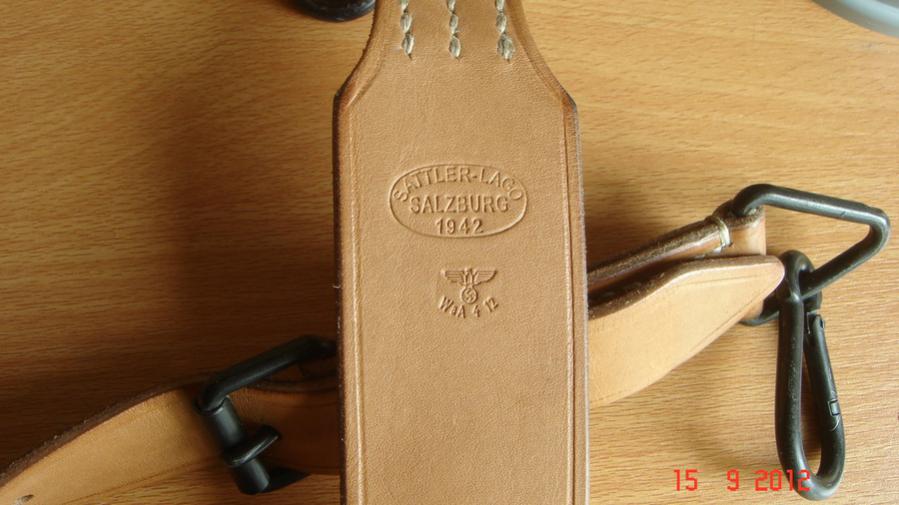 SATTLER-LAGO
SALZBURG
1942
WaA 4 12
15 9 2012